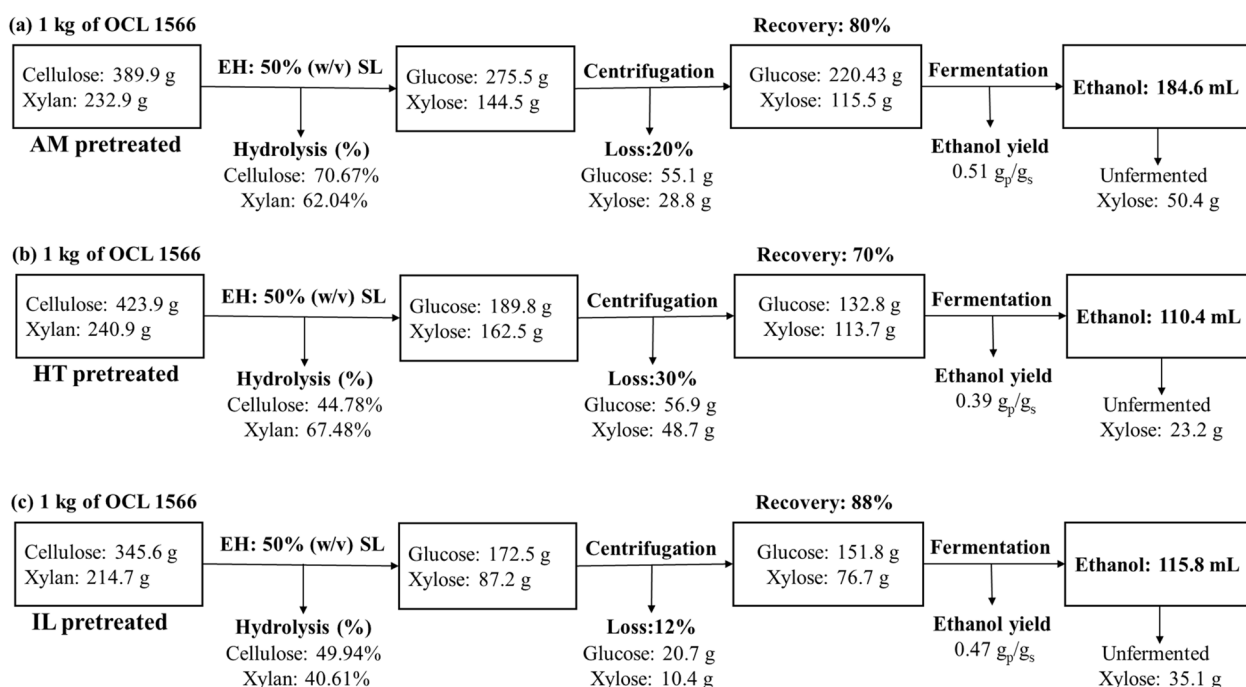 (a) 1 kg of OCL 1566
Recovery: 80%
Cellulose: 389.9 g
Xylan: 232.9 g
AM pretreated
EH: 50% (w/v) SL
Hydrolysis (%)
Cellulose: 70.67%
Xylan: 62.04%
Glucose: 275.5 g
Xylose: 144.5 g
Centrifugation
Loss:20%
Glucose: 55.1 g
Xylose: 28.8 g
Glucose: 220.43 g
Xylose: 115.5 g
Fermentation
Ethanol yield
0.51 gp/gs
Ethanol: 184.6 mL
Unfermented
Xylose: 50.4 g
(b) 1 kg of OCL 1566
Recovery: 70%
Cellulose: 423.9 g
Xylan: 240.9 g
HT pretreated
EH: 50% (w/v) SL
Hydrolysis (%)
Cellulose: 44.78%
Xylan: 67.48%
Glucose: 189.8 g
Xylose: 162.5 g
Centrifugation
Loss:30%
Glucose: 56.9 g
Xylose: 48.7 g
Glucose: 132.8 g
Xylose: 113.7 g
Fermentation
Ethanol yield
0.39 gp/gs
Ethanol: 110.4 mL
Unfermented
Xylose: 23.2 g
(c) 1 kg of OCL 1566
Recovery: 88%
Cellulose: 345.6 g
Xylan: 214.7 g
IL pretreated
EH: 50% (w/v) SL
Hydrolysis (%)
Cellulose: 49.94%
Xylan: 40.61%
Glucose: 172.5 g
Xylose: 87.2 g
Centrifugation
Loss:12%
Glucose: 20.7 g
Xylose: 10.4 g
Glucose: 151.8 g
Xylose: 76.7 g
Fermentation
Ethanol yield
0.47 gp/gs
Ethanol: 115.8 mL
Unfermented
Xylose: 35.1 g